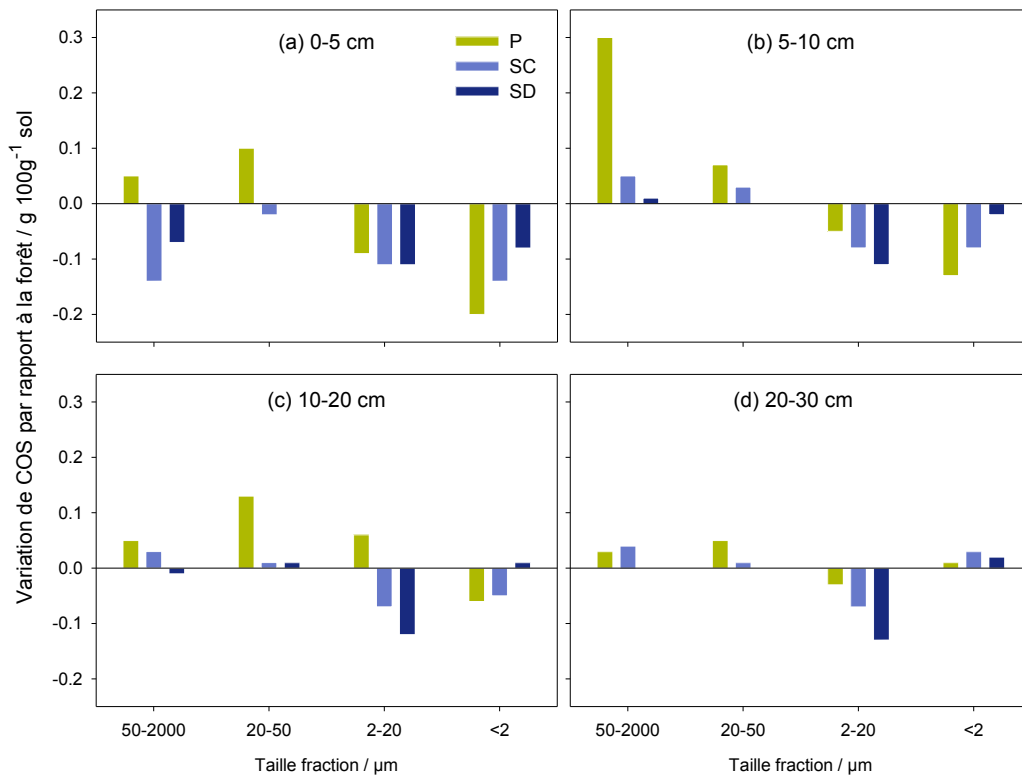 Variation de COS par rapport à la forêt / g 100g⁻¹ sol
(a) 0-5 cm
P
SC
SD
0.3
0.2
0.1
0.0
-0.1
-0.2
(b) 5-10 cm
(c) 10-20 cm
0.3
0.2
0.1
0.0
-0.1
-0.2
50-2000 20-50 2-20 <2
Taille fraction / µm
(d) 20-30 cm
50-2000 20-50 2-20 <2
Taille fraction / µm